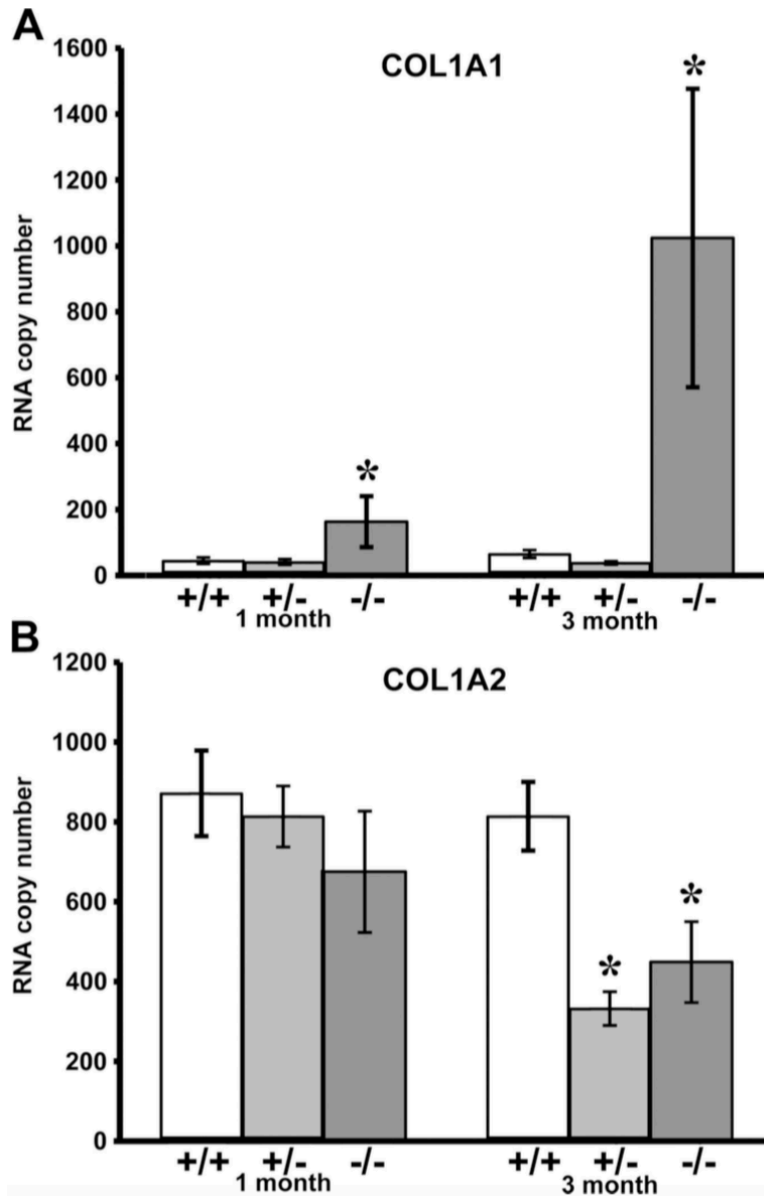 A
COL1A1
RNA copy number
1600
1400
1200
1000
800
600
400
200
0
*
*
+/+ +/- -/- +/+ +/- -/-
1 month 3 month
B
COL1A2
RNA copy number
1200
1000
800
600
400
200
0
*
*
+/+ +/- -/- +/+ +/- -/-
1 month 3 month